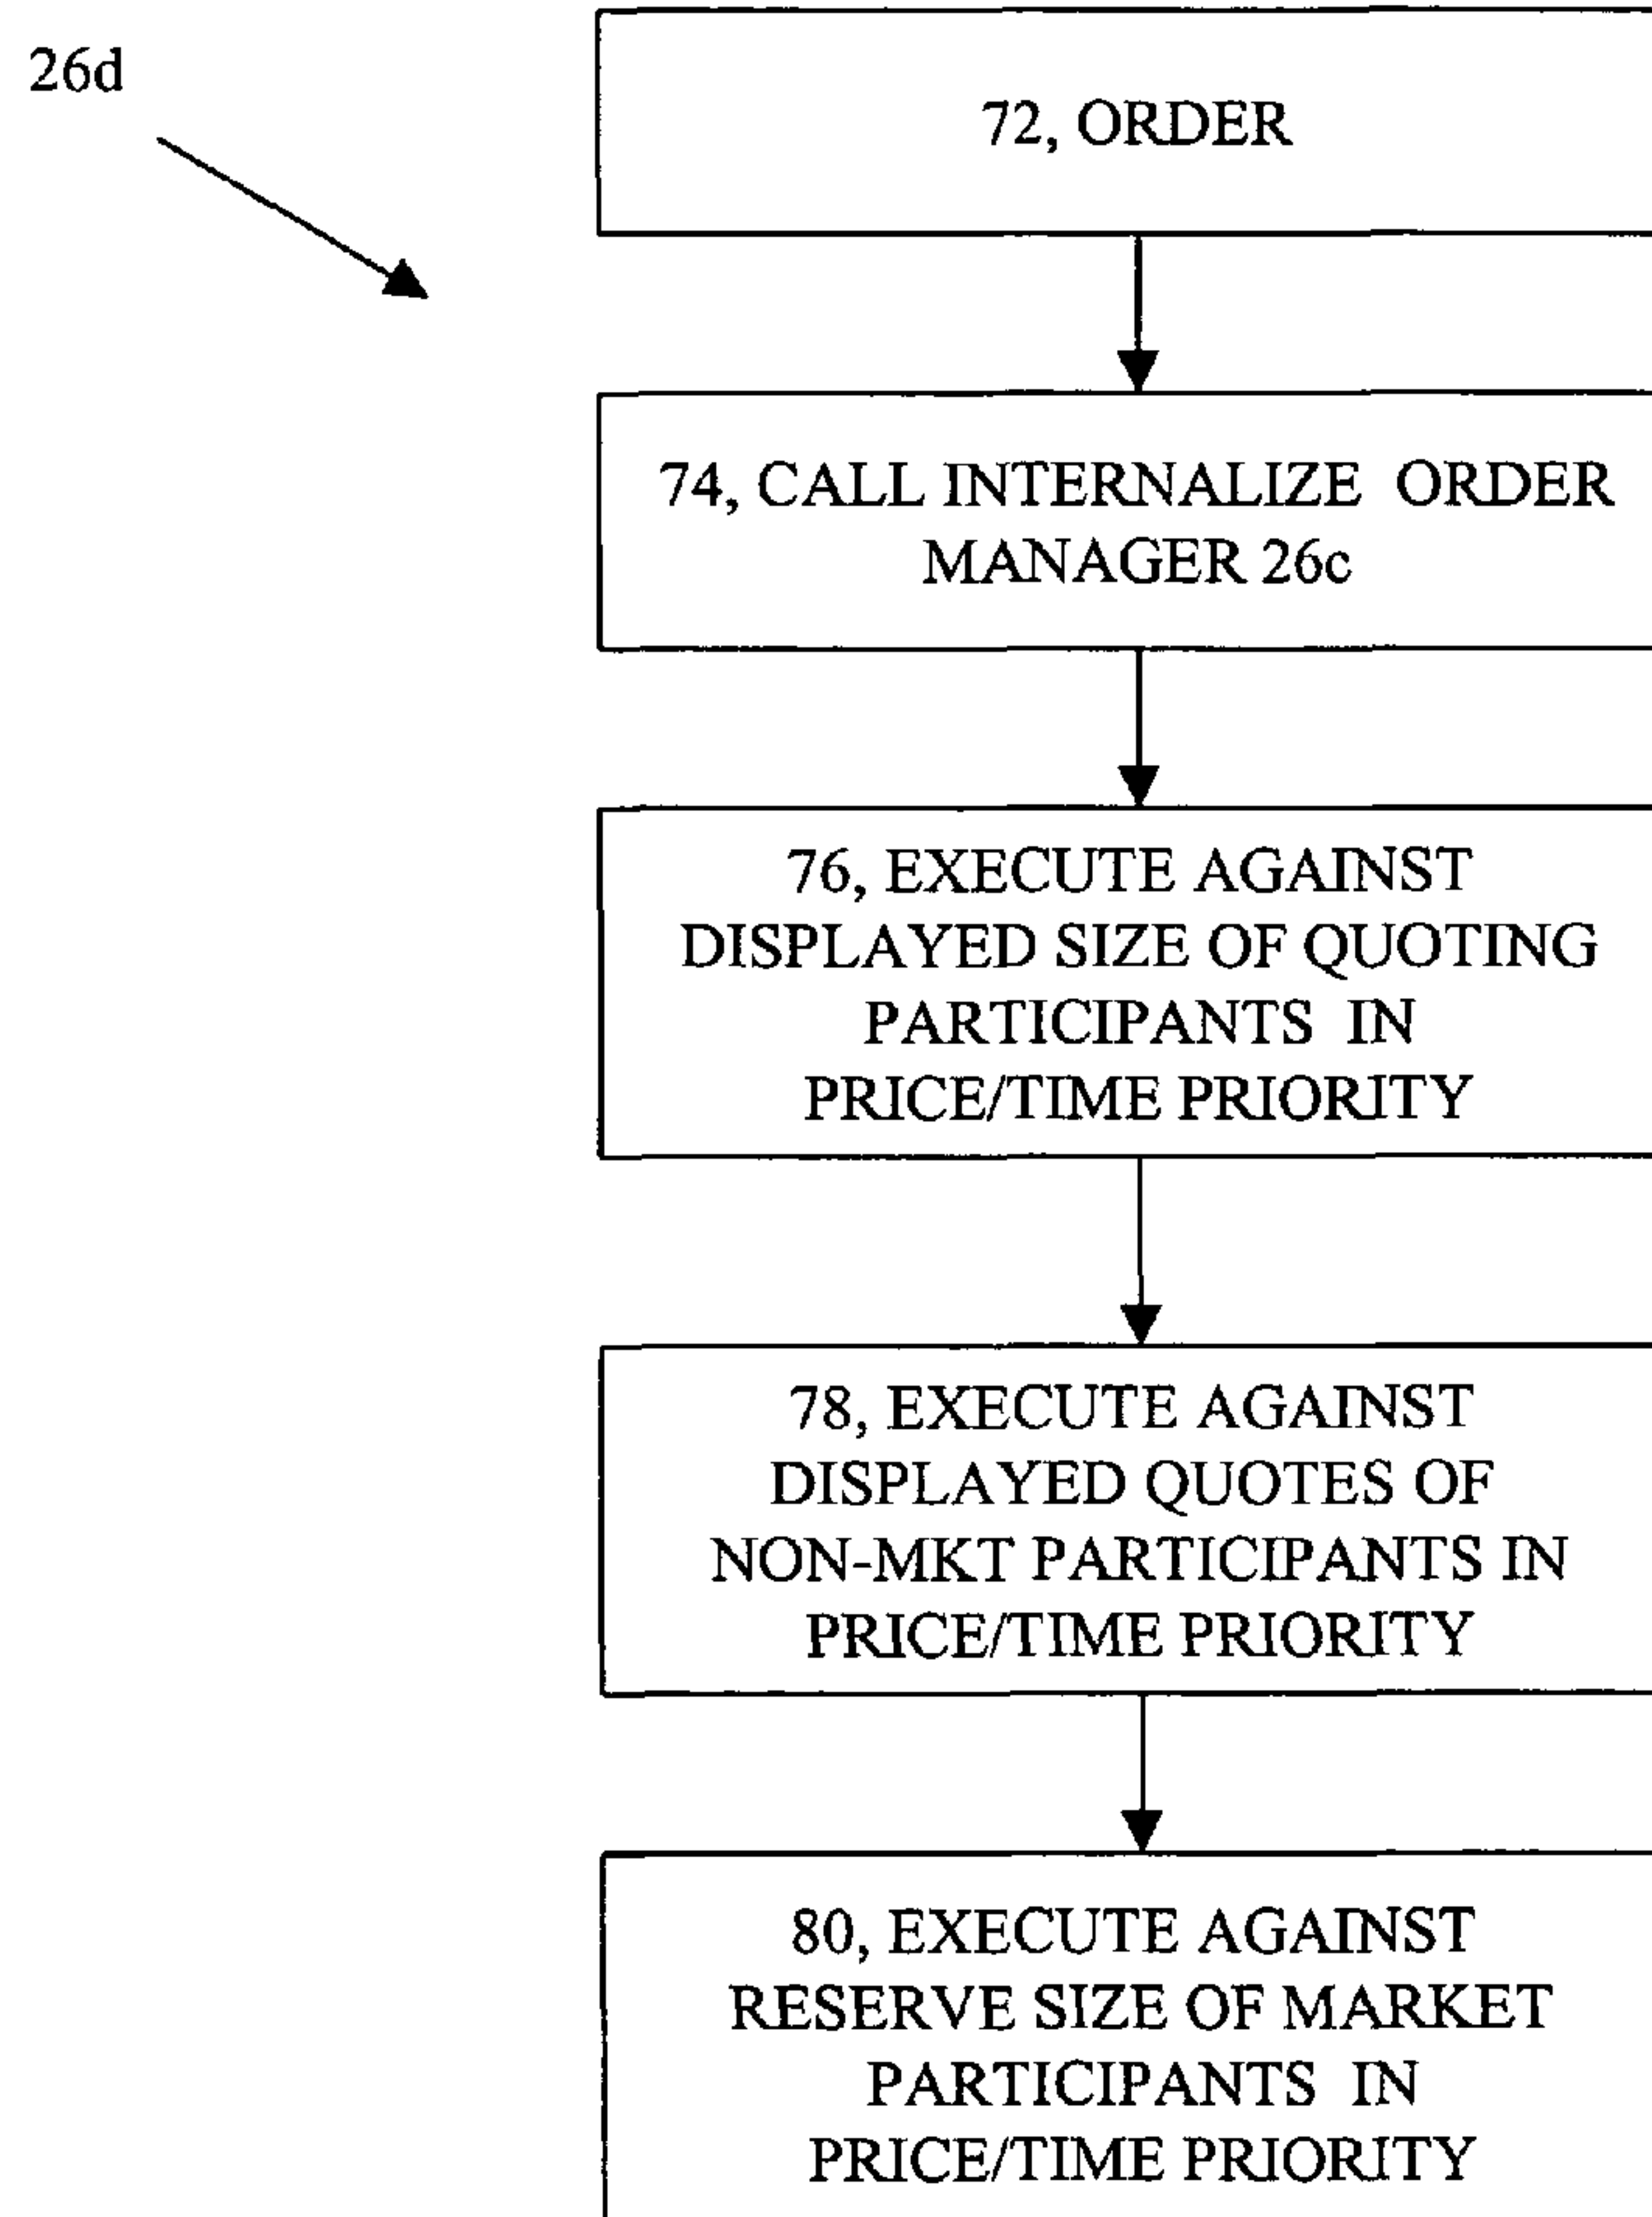 26d
72, ORDER
74, CALL INTERNALIZE ORDER
MANAGER 26c
76, EXECUTE AGAINST
DISPLAYED SIZE OF QUOTING
PARTICIPANTS IN
PRICE/TIME PRIORITY
78, EXECUTE AGAINST
DISPLAYED QUOTES OF
NON-MKT PARTICIPANTS IN
PRICE/TIME PRIORITY
80, EXECUTE AGAINST
RESERVE SIZE OF MARKET
PARTICIPANTS IN
PRICE/TIME PRIORITY